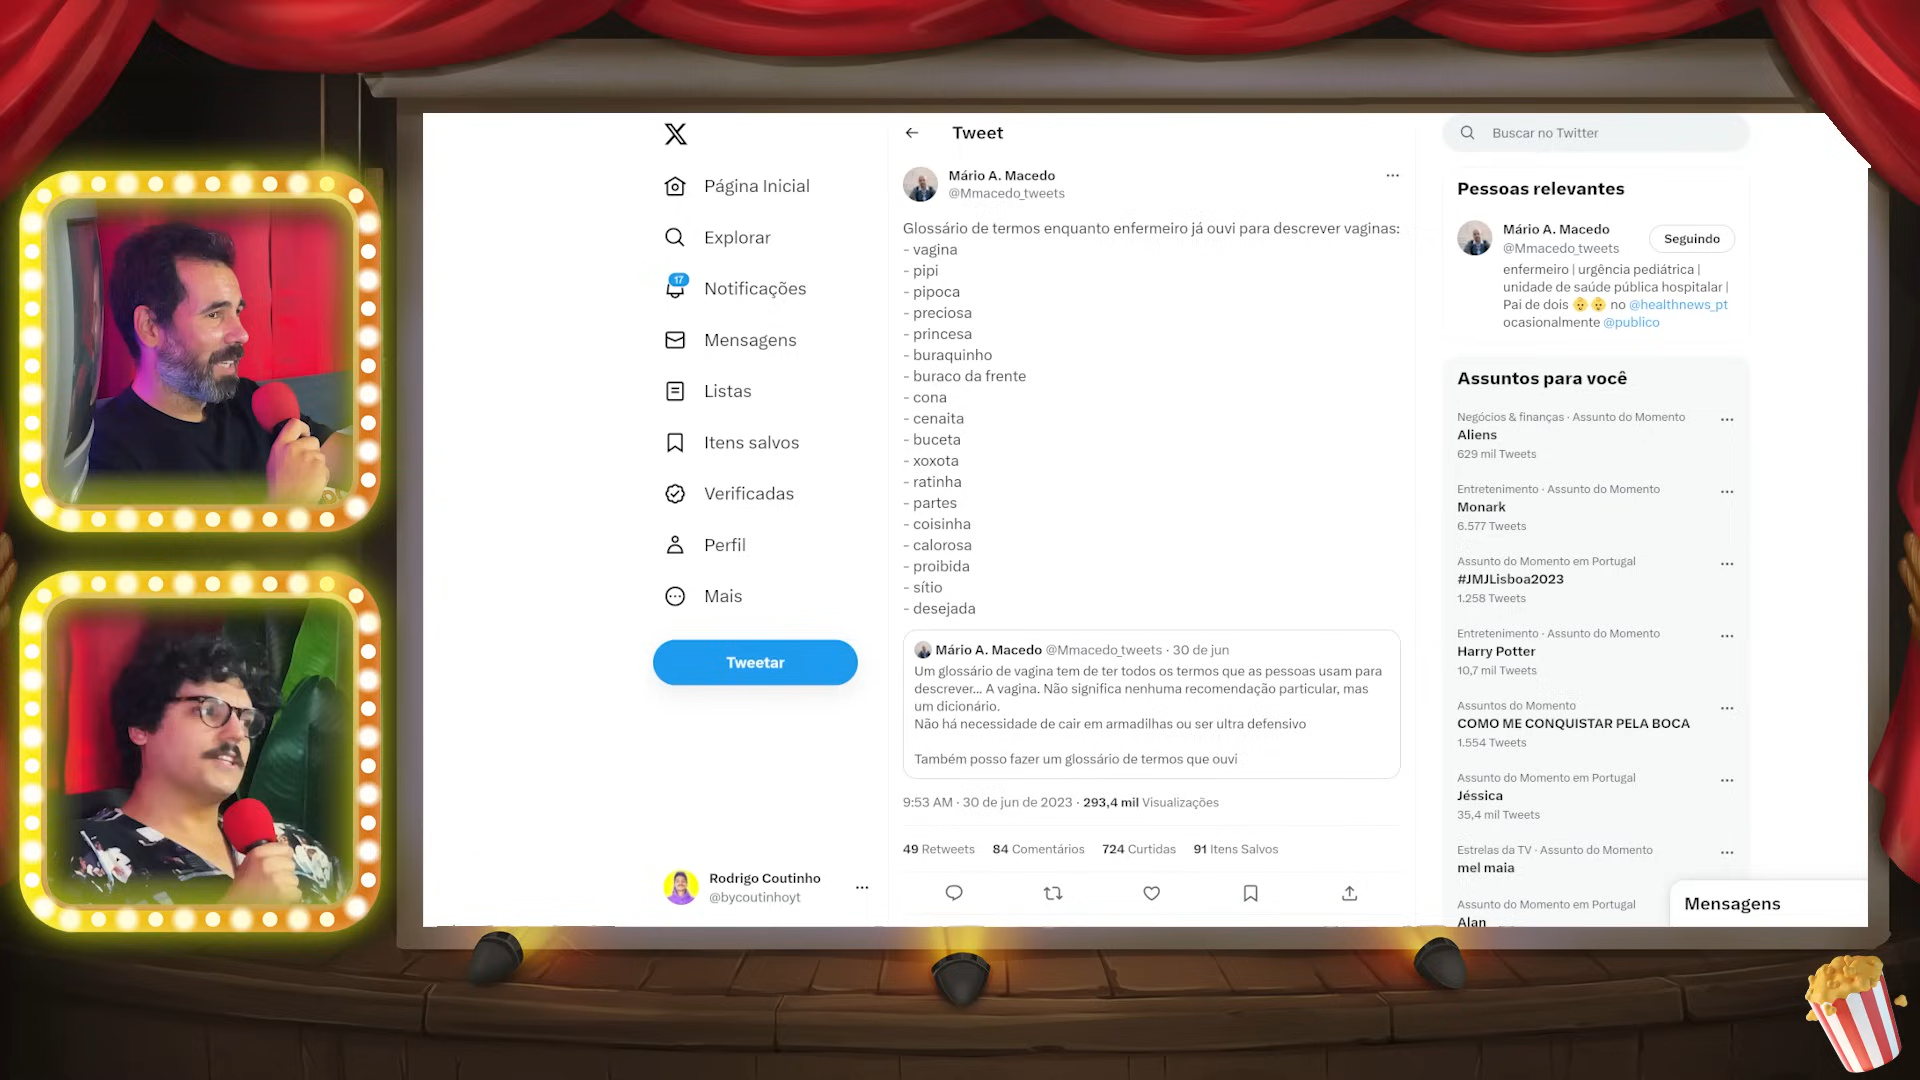 Página Inicial
Explorar
17
Notificações
Mensagens
Listas
Itens salvos
Verificadas
Perfil
Mais
Tweetar
Rodrigo Coutinho
@bycoutinhoyt
Tweet
Mário A. Macedo
@Mmacedo_tweets
Glossário de termos enquanto enfermeiro já ouvi para descrever vaginas:
- vagina
- pipi
- pipoca
- preciosa
- princesa
- buraquinho
- buraco da frente
- cona
- cenaita
- buceta
- xoxota
- ratinha
- partes
- coisinha
- calorosa
- proibida
- sítio
- desejada
Mário A. Macedo @Mmacedo_tweets · 30 de jun
Um glossário de vagina tem de ter todos os termos que as pessoas usam para
descrever... A vagina. Não significa nenhuma recomendação particular, mas
um dicionário.
Não há necessidade de cair em armadilhas ou ser ultra defensivo
Também posso fazer um glossário de termos que ouvi
9:53 AM · 30 de jun de 2023 · 293,4 mil Visualizações
49 Retweets 84 Comentários 724 Curtidas 91 Itens Salvos
Buscar no Twitter
Pessoas relevantes
Mário A. Macedo
@Mmacedo_tweets
Seguindo
enfermeiro | urgência pediátrica |
unidade de saúde pública hospitalar |
Pai de dois 👶👶 no @healthnews_pt
ocasionalmente @publico
Assuntos para você
Negócios & finanças · Assunto do Momento
Aliens
629 mil Tweets
Entretenimento · Assunto do Momento
Monark
6.577 Tweets
Assunto do Momento em Portugal
#JMJLisboa2023
1.258 Tweets
Entretenimento · Assunto do Momento
Harry Potter
10,7 mil Tweets
Assuntos do Momento
COMO ME CONQUISTAR PELA BOCA
1.554 Tweets
Assunto do Momento em Portugal
Jéssica
35,4 mil Tweets
Estrelas da TV · Assunto do Momento
mel maia
Assunto do Momento em Portugal
Alan
Mensagens